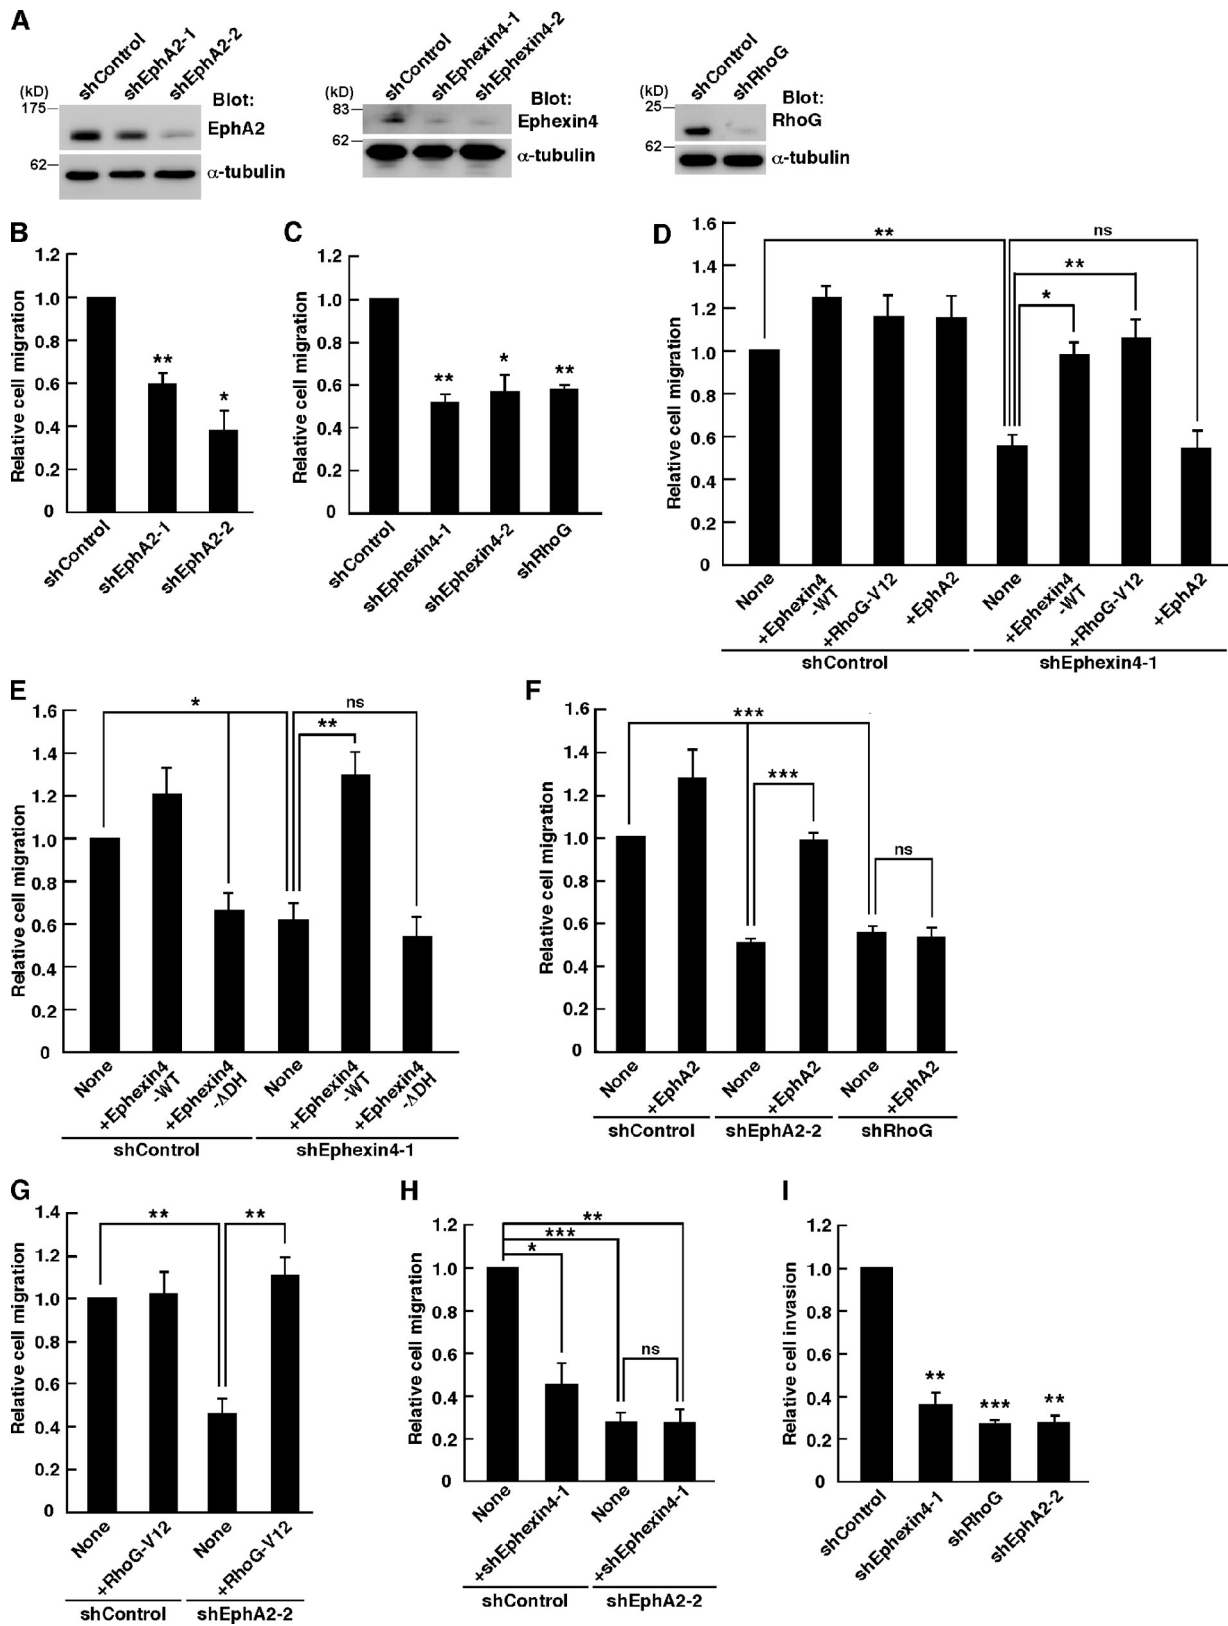 A
shControl
shEphA2-1
shEphA2-2
(kD)
175
Blot:
EphA2
62
α-tubulin
shControl
shEphexin4-1
shEphexin4-2
(kD)
83
Blot:
Ephexin4
62
α-tubulin
shControl
shRhoG
(kD)
25
Blot:
RhoG
62
α-tubulin
B
Relative cell migration
1.2
1.0
0.6
0.4
0.2
0
**
*
shControl
shEphA2-1
shEphA2-2
C
Relative cell migration
1.2
1.0
0.6
0.4
0.2
0
**
*
**
shControl
shEphexin4-1
shEphexin4-2
shRhoG
D
Relative cell migration
1.6
1.4
1.2
1.0
0.8
0.6
0.4
0.2
0
**
ns
**
*
None
+Ephexin4
-WT
+RhoG-V12
+EphA2
None
+Ephexin4
-WT
+RhoG-V12
+EphA2
shControl
shEphexin4-1
E
Relative cell migration
1.6
1.4
1.2
1.0
0.8
0.6
0.4
0.2
0
*
ns
**
None
+Ephexin4
-WT
+Ephexin4
-ΔDH
None
+Ephexin4
-WT
+Ephexin4
-ΔDH
shControl
shEphexin4-1
F
Relative cell migration
1.6
1.4
1.2
1.0
0.8
0.6
0.4
0.2
0
***
***
ns
None
+EphA2
None
+EphA2
None
+EphA2
shControl
shEphA2-2
shRhoG
G
Relative cell migration
1.4
1.2
1.0
0.8
0.6
0.4
0.2
0
**
**
None
+RhoG-V12
None
+RhoG-V12
shControl
shEphA2-2
H
Relative cell migration
1.2
1.0
0.8
0.6
0.4
0.2
0
**
***
*
ns
None
+shEphexin4-1
None
+shEphexin4-1
shControl
shEphA2-2
I
Relative cell invasion
1.2
1.0
0.8
0.6
0.4
0.2
0
**
***
**
shControl
shEphexin4-1
shRhoG
shEphA2-2